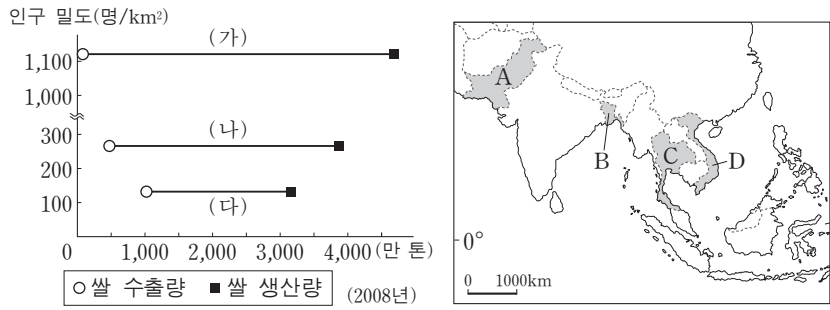 인구 밀도(명/km²)
(가)
1,100
1,000
(나)
300
200
(다)
100
0 1,000 2,000 3,000 4,000 (만 톤)
○ 쌀 수출량 ■ 쌀 생산량 (2008년)
A
B
C
D
0°
0 1000km